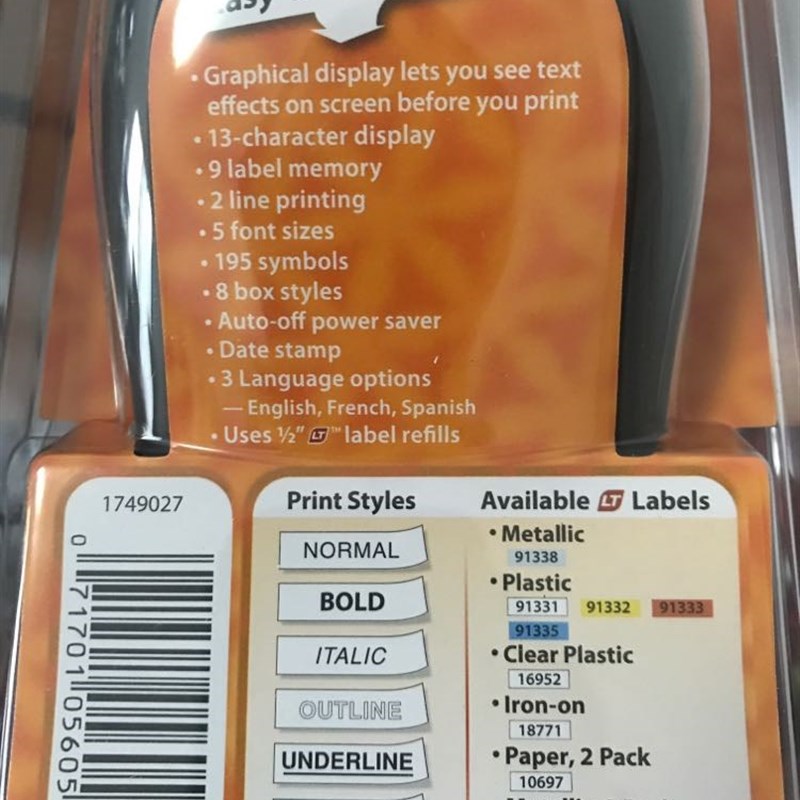 • Graphical display lets you see text
effects on screen before you print
• 13-character display
• 9 label memory
• 2 line printing
• 5 font sizes
• 195 symbols
• 8 box styles
• Auto-off power saver
• Date stamp
• 3 Language options
— English, French, Spanish
• Uses ½" LT™ label refills
1749027
0 71701 05605
Print Styles
NORMAL
BOLD
ITALIC
OUTLINE
UNDERLINE
Available LT Labels
• Metallic
91338
• Plastic
91331 91332 91333
91335
• Clear Plastic
16952
• Iron-on
18771
• Paper, 2 Pack
10697